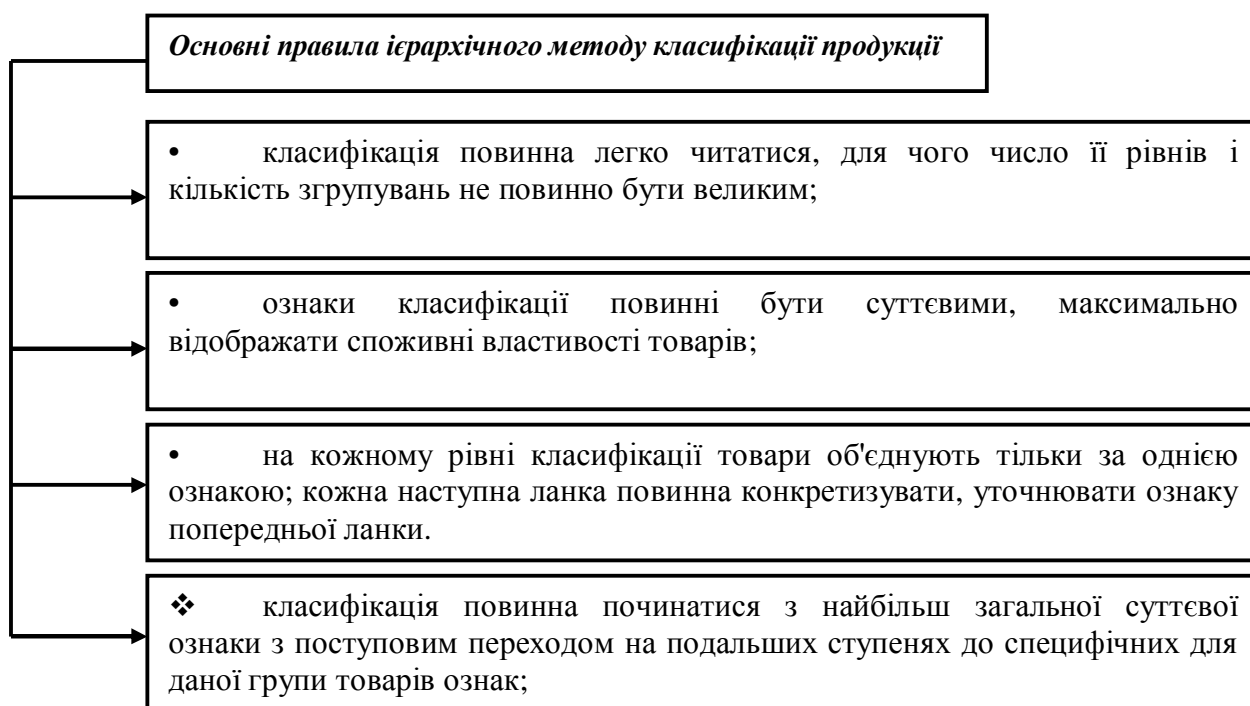 Основні правила ієрархічного методу класифікації продукції
• класифікація повинна легко читатися, для чого число її рівнів і
кількість згрупувань не повинно бути великим;
• ознаки класифікації повинні бути суттєвими, максимально
відображати споживні властивості товарів;
• на кожному рівні класифікації товари об'єднують тільки за однією
ознакою; кожна наступна ланка повинна конкретизувати, уточнювати ознаку
попередньої ланки.
❖ класифікація повинна починатися з найбільш загальної суттєвої
ознаки з поступовим переходом на подальших ступенях до специфічних для
даної групи товарів ознак;